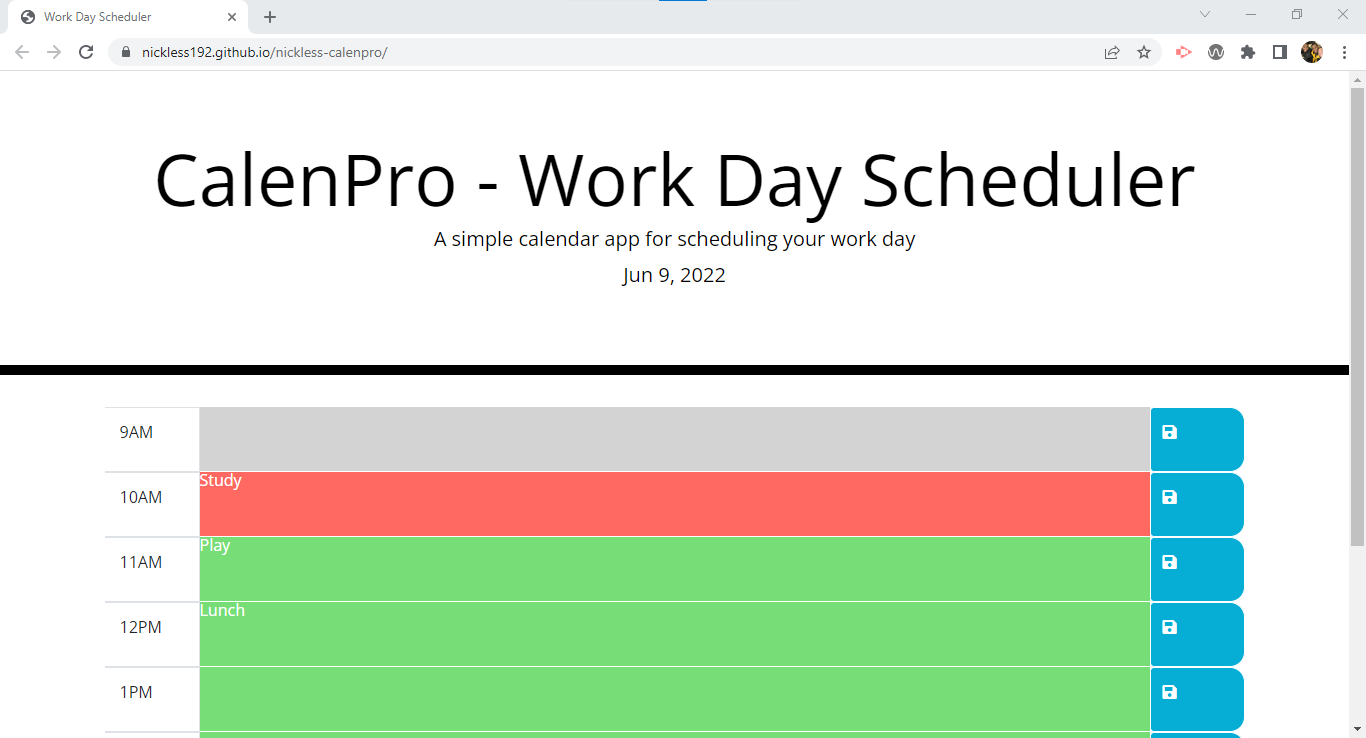 Work Day Scheduler
nickless192.github.io/nickless-calenpro/
CalenPro - Work Day Scheduler
A simple calendar app for scheduling your work day
Jun 9, 2022
9AM
10AM Study
11AM Play
12PM Lunch
1PM